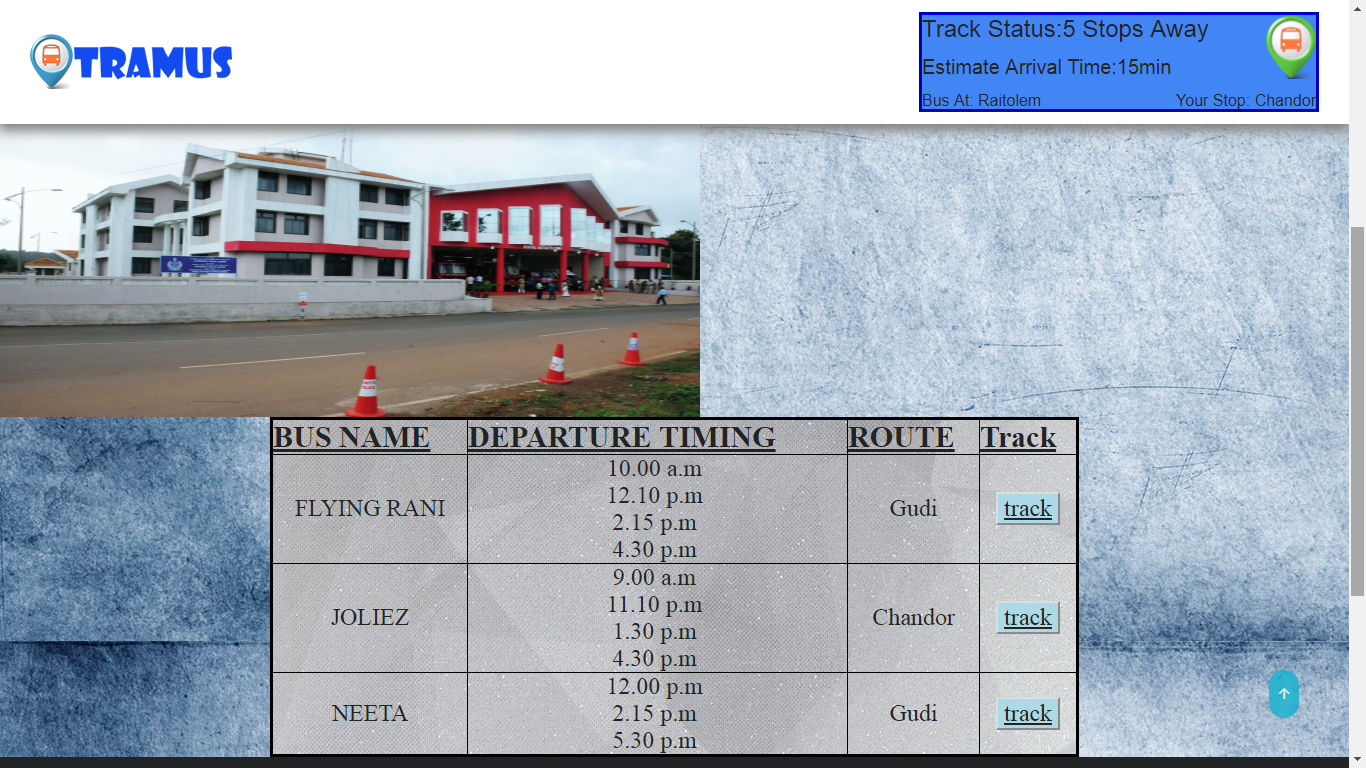 TRAMUS
Track Status:5 Stops Away
Estimate Arrival Time:15min
Bus At: Raitolem Your Stop: Chandor
BUS NAME DEPARTURE TIMING ROUTE Track
10.00 a.m
12.10 p.m
FLYING RANI Gudi track
2.15 p.m
4.30 p.m
9.00 a.m
11.10 p.m
JOLIEZ Chandor track
1.30 p.m
4.30 p.m
12.00 p.m
NEETA 2.15 p.m Gudi track
5.30 p.m